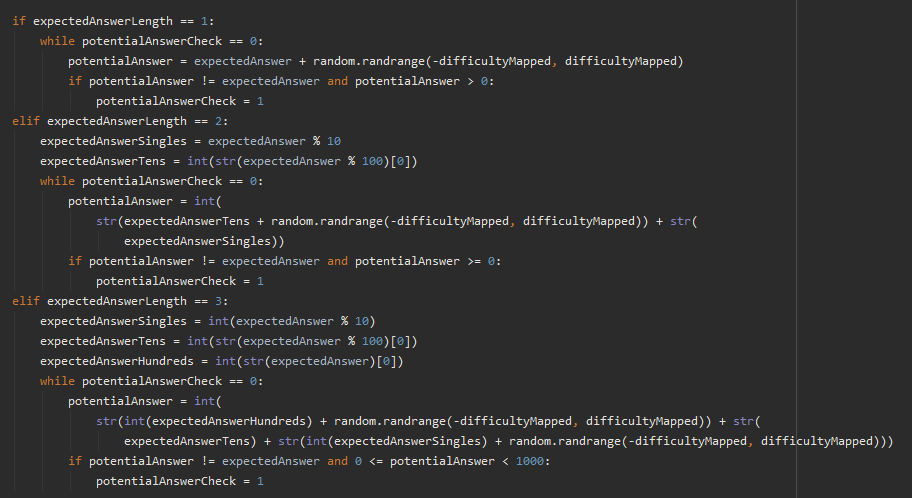 if expectedAnswerLength == 1:
    while potentialAnswerCheck == 0:
        potentialAnswer = expectedAnswer + random.randrange(-difficultyMapped, difficultyMapped)
        if potentialAnswer != expectedAnswer and potentialAnswer > 0:
            potentialAnswerCheck = 1
elif expectedAnswerLength == 2:
    expectedAnswerSingles = expectedAnswer % 10
    expectedAnswerTens = int(str(expectedAnswer % 100)[0])
    while potentialAnswerCheck == 0:
        potentialAnswer = int(
            str(expectedAnswerTens + random.randrange(-difficultyMapped, difficultyMapped)) + str(
                expectedAnswerSingles))
        if potentialAnswer != expectedAnswer and potentialAnswer >= 0:
            potentialAnswerCheck = 1
elif expectedAnswerLength == 3:
    expectedAnswerSingles = int(expectedAnswer % 10)
    expectedAnswerTens = int(str(expectedAnswer % 100)[0])
    expectedAnswerHundreds = int(str(expectedAnswer)[0])
    while potentialAnswerCheck == 0:
        potentialAnswer = int(
            str(int(expectedAnswerHundreds) + random.randrange(-difficultyMapped, difficultyMapped)) + str(
                expectedAnswerTens) + str(int(expectedAnswerSingles) + random.randrange(-difficultyMapped, difficultyMapped)))
        if potentialAnswer != expectedAnswer and 0 <= potentialAnswer < 1000:
            potentialAnswerCheck = 1